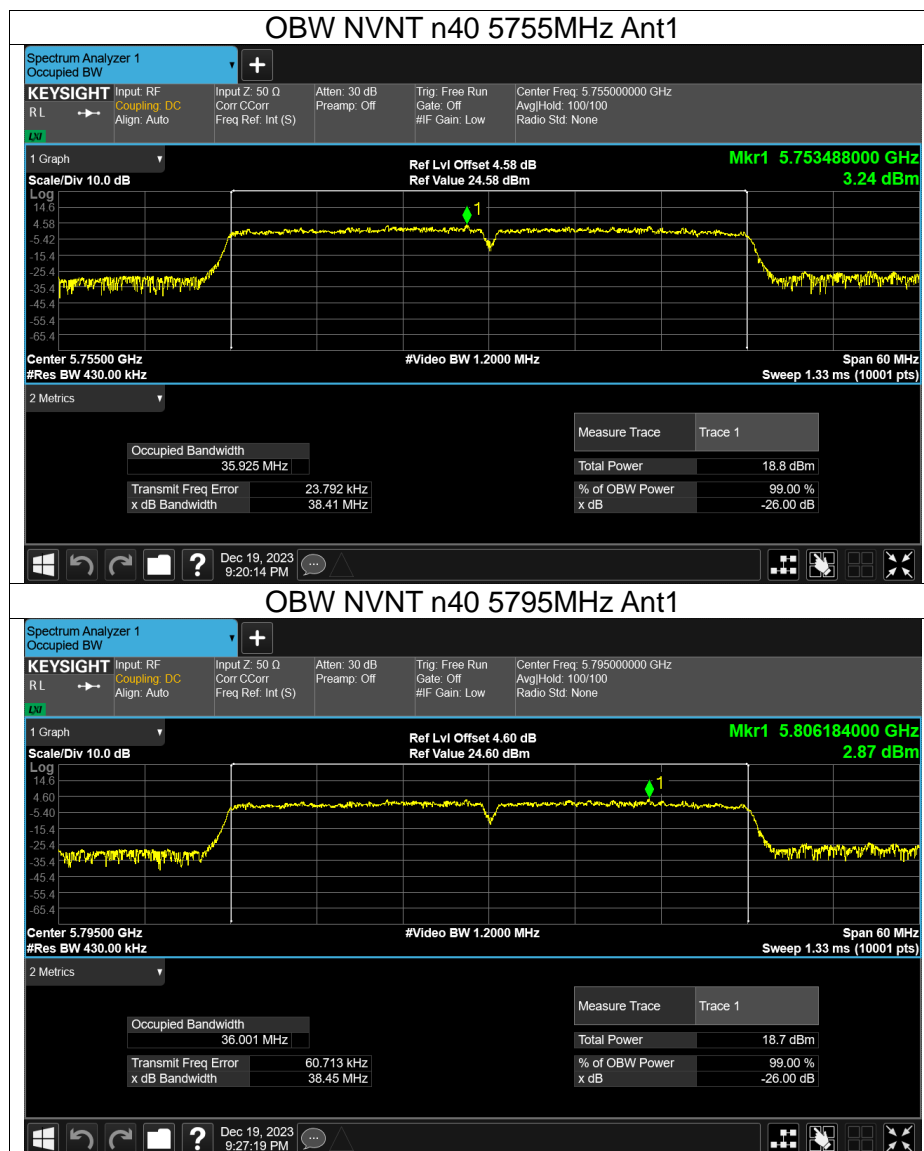 OBW NVNT n40 5755MHz Ant1
Spectrum Analyzer 1
Occupied BW
KEYSIGHT Input: RF Input Z: 50 Ω Atten: 30 dB Trig: Free Run Center Freq: 5.755000000 GHz
RL Coupling: DC Corr CCorr Preamp: Off Gate: Off Avg|Hold: 100/100
Align: Auto Freq Ref: Int (S) #IF Gain: Low Radio Std: None
LXI
1 Graph Ref Lvl Offset 4.58 dB Mkr1 5.753488000 GHz
Scale/Div 10.0 dB Ref Value 24.58 dBm 3.24 dBm
Log
14.6
1
4.58
-5.42
-15.4
-25.4
-35.4
-45.4
-55.4
-65.4
Center 5.75500 GHz #Video BW 1.2000 MHz Span 60 MHz
#Res BW 430.00 kHz Sweep 1.33 ms (10001 pts)
2 Metrics
Measure Trace Trace 1
Occupied Bandwidth
35.925 MHz Total Power 18.8 dBm
Transmit Freq Error 23.792 kHz % of OBW Power 99.00 %
x dB Bandwidth 38.41 MHz x dB -26.00 dB
Dec 19, 2023
9:20:14 PM
OBW NVNT n40 5795MHz Ant1
Spectrum Analyzer 1
Occupied BW
KEYSIGHT Input: RF Input Z: 50 Ω Atten: 30 dB Trig: Free Run Center Freq: 5.795000000 GHz
RL Coupling: DC Corr CCorr Preamp: Off Gate: Off Avg|Hold: 100/100
Align: Auto Freq Ref: Int (S) #IF Gain: Low Radio Std: None
LXI
1 Graph Ref Lvl Offset 4.60 dB Mkr1 5.806184000 GHz
Scale/Div 10.0 dB Ref Value 24.60 dBm 2.87 dBm
Log
14.6
1
4.60
-5.40
-15.4
-25.4
-35.4
-45.4
-55.4
-65.4
Center 5.79500 GHz #Video BW 1.2000 MHz Span 60 MHz
#Res BW 430.00 kHz Sweep 1.33 ms (10001 pts)
2 Metrics
Measure Trace Trace 1
Occupied Bandwidth
36.001 MHz Total Power 18.7 dBm
Transmit Freq Error 60.713 kHz % of OBW Power 99.00 %
x dB Bandwidth 38.45 MHz x dB -26.00 dB
Dec 19, 2023
9:27:19 PM